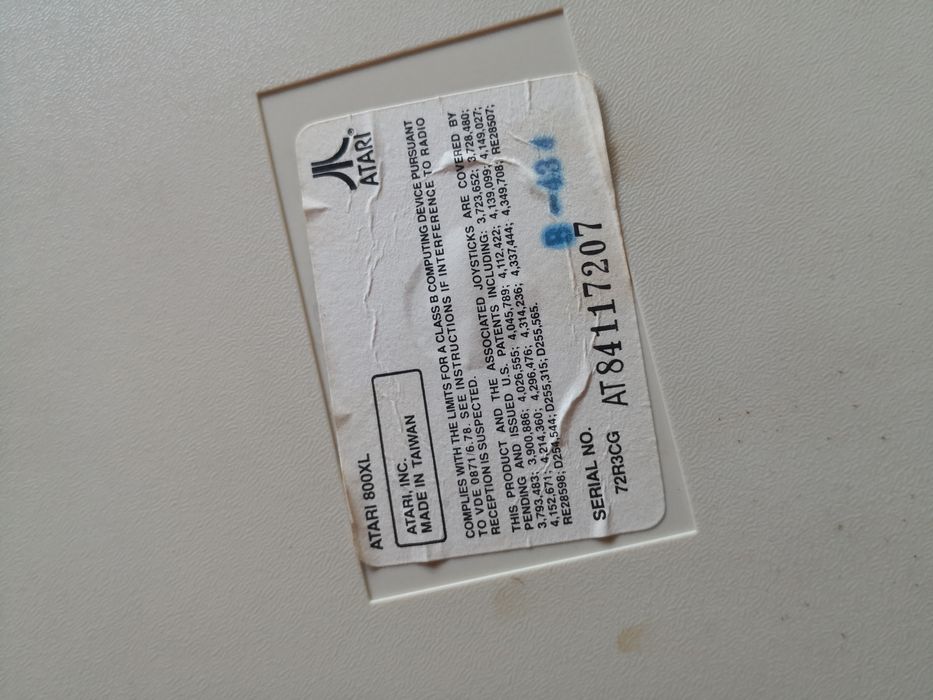 ATARI 800XL
ATARI®
ATARI, INC.
MADE IN TAIWAN
COMPLIES WITH THE LIMITS FOR A CLASS B COMPUTING DEVICE PURSUANT
TO VDE 0871/6.78. SEE INSTRUCTIONS IF INTERFERENCE TO RADIO
RECEPTION IS SUSPECTED.
THIS PRODUCT AND THE ASSOCIATED JOYSTICKS ARE COVERED BY
PENDING AND ISSUED U.S. PATENTS INCLUDING: 3,723,652; 3,728,480;
3,793,483; 3,900,886; 4,026,555; 4,045,789; 4,112,422; 4,139,099; 4,149,027;
4,152,671; 4,214,360; 4,296,476; 4,314,236; 4,337,444; 4,349,708; RE28507;
RE28598; D254,544; D255,315; D255,565.
SERIAL NO.
72R3CG AT 84117207